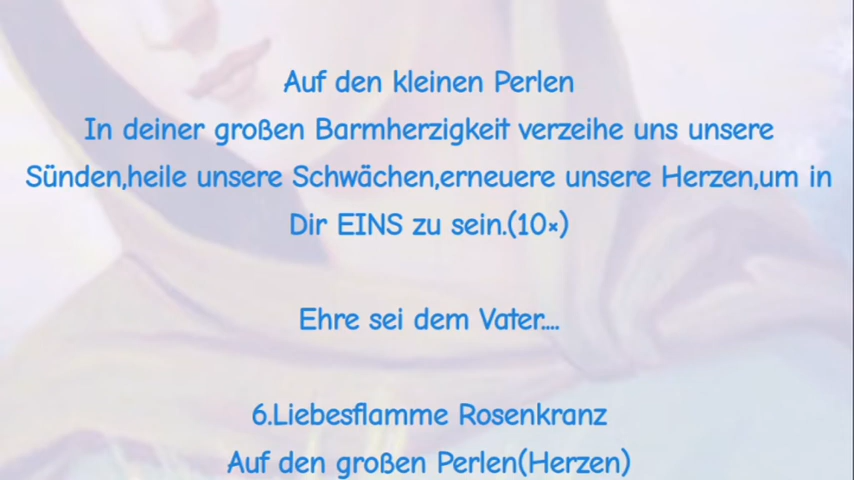 Auf den kleinen Perlen
In deiner großen Barmherzigkeit verzeihe uns unsere
Sünden,heile unsere Schwächen,erneuere unsere Herzen,um in
Dir EINS zu sein.(10×)
Ehre sei dem Vater....
6.Liebesflamme Rosenkranz
Auf den großen Perlen(Herzen)